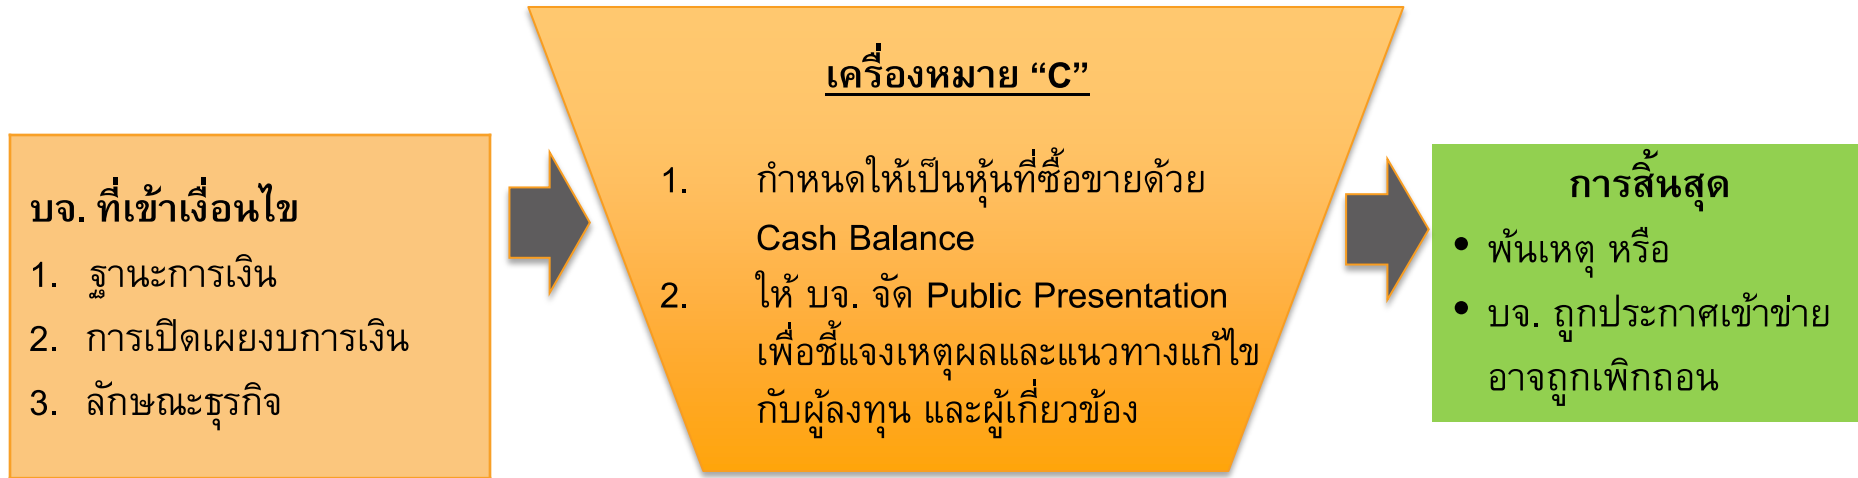 บจ. ที่เข้าเงื่อนไข
1. ฐานะการเงิน
2. การเปิดเผยงบการเงิน
3. ลักษณะธุรกิจ
เครื่องหมาย “C”
1. กำหนดให้เป็นหุ้นที่ซื้อขายด้วย
Cash Balance
2. ให้ บจ. จัด Public Presentation
เพื่อชี้แจงเหตุผลและแนวทางแก้ไข
กับผู้ลงทุน และผู้เกี่ยวข้อง
การสิ้นสุด
• พ้นเหตุ หรือ
• บจ. ถูกประกาศเข้าข่าย
อาจถูกเพิกถอน